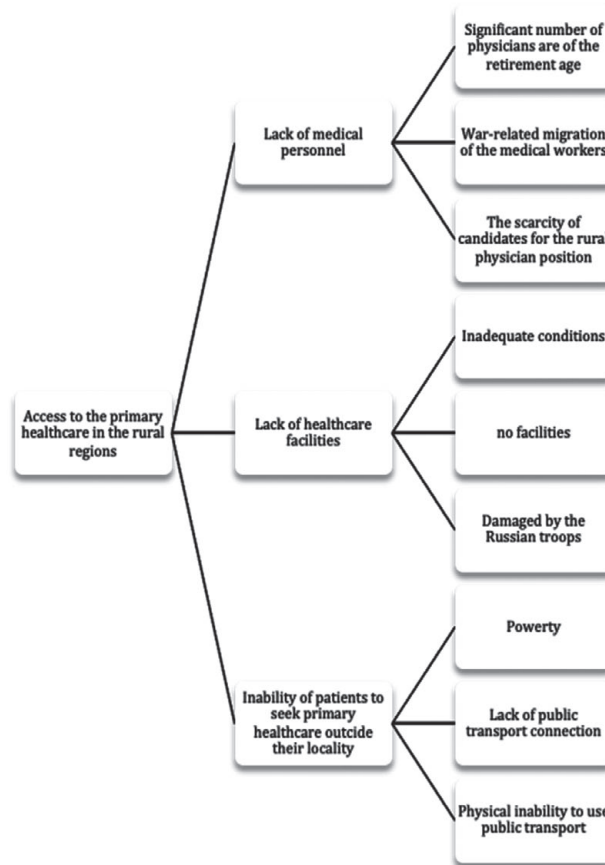 Significant number of
physicians are of the
retirement age
Lack of medical
personnel
War-related migration
of the medical workers
The scarcity of
candidates for the rural
physician position
Inadequate conditions
Access to the primary
healthcare in the rural
regions
Lack of healthcare
facilities
no facilities
Damaged by the
Russian troops
Powerty
Inability of patients to
seek primary
healthcare outcide
their locality
Lack of public
transport connection
Physical inability to use
public transport